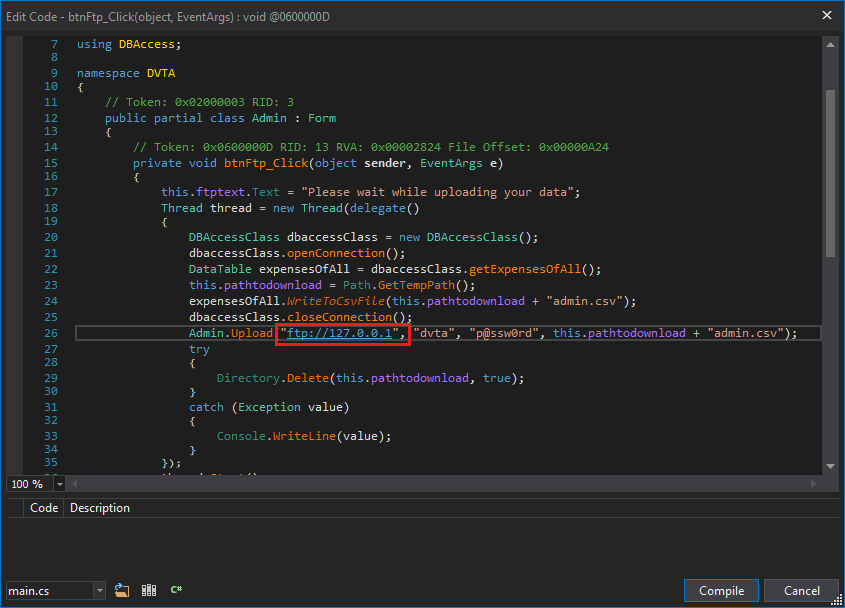 Edit Code - btnFtp_Click(object, EventArgs) : void @0600000D
7 using DBAccess;
8
9 namespace DVTA
10 {
11 // Token: 0x02000003 RID: 3
12 public partial class Admin : Form
13 {
14 // Token: 0x0600000D RID: 13 RVA: 0x00002824 File Offset: 0x00000A24
15 private void btnFtp_Click(object sender, EventArgs e)
16 {
17 this.ftptext.Text = "Please wait while uploading your data";
18 Thread thread = new Thread(delegate()
19 {
20 DBAccessClass dbaccessClass = new DBAccessClass();
21 dbaccessClass.openConnection();
22 DataTable expensesOfAll = dbaccessClass.getExpensesOfAll();
23 this.pathtodownload = Path.GetTempPath();
24 expensesOfAll.WriteToCsvFile(this.pathtodownload + "admin.csv");
25 dbaccessClass.closeConnection();
26 Admin.Upload("ftp://127.0.0.1", "dvta", "p@ssw0rd", this.pathtodownload + "admin.csv");
27 try
28 {
29 Directory.Delete(this.pathtodownload, true);
30 }
31 catch (Exception value)
32 {
33 Console.WriteLine(value);
34 }
35 });
100 %
Code Description
main.cs C# Compile Cancel